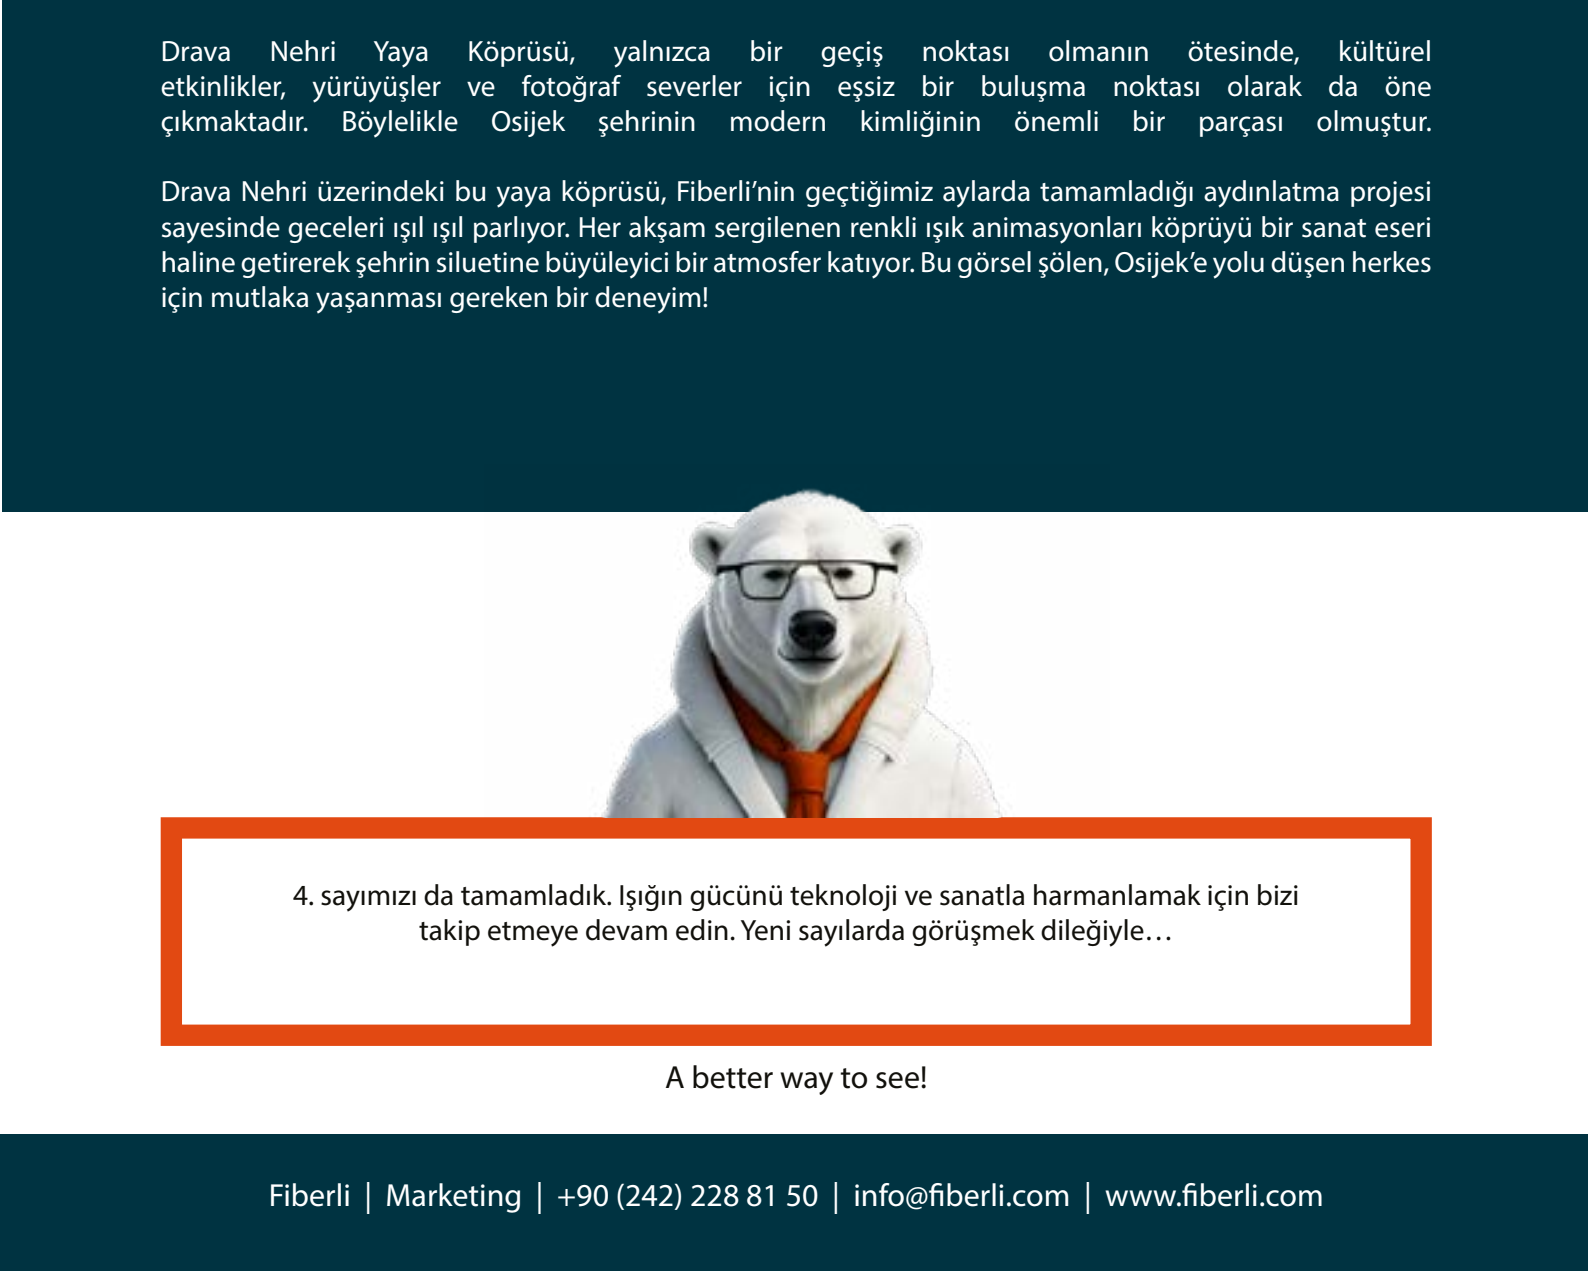 Drava Nehri Yaya Köprüsü, yalnızca bir geçiş noktası olmanın ötesinde, kültürel
etkinlikler, yürüyüşler ve fotoğraf severler için eşsiz bir buluşma noktası olarak da öne
çıkmaktadır. Böylelikle Osijek şehrinin modern kimliğinin önemli bir parçası olmuştur.
Drava Nehri üzerindeki bu yaya köprüsü, Fiberli’nin geçtiğimiz aylarda tamamladığı aydınlatma projesi
sayesinde geceleri ışıl ışıl parlıyor. Her akşam sergilenen renkli ışık animasyonları köprüyü bir sanat eseri
haline getirerek şehrin siluetine büyüleyici bir atmosfer katıyor. Bu görsel şölen, Osijek’e yolu düşen herkes
için mutlaka yaşanması gereken bir deneyim!
4. sayımızı da tamamladık. Işığın gücünü teknoloji ve sanatla harmanlamak için bizi
takip etmeye devam edin. Yeni sayılarda görüşmek dileğiyle…
A better way to see!
Fiberli | Marketing | +90 (242) 228 81 50 | info@fiberli.com | www.fiberli.com